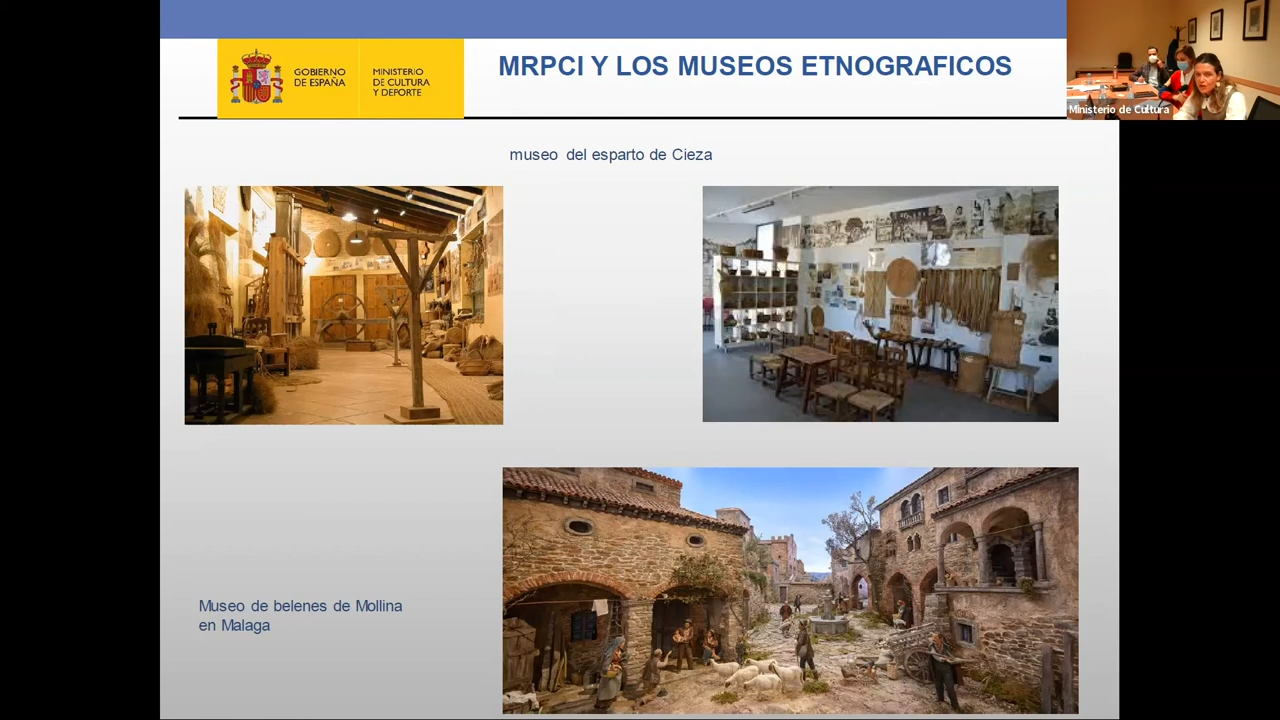 GOBIERNO
DE ESPAÑA
MINISTERIO
DE CULTURA
Y DEPORTE
MRPCI Y LOS MUSEOS ETNOGRAFICOS
Ministerio de Cultura
museo del esparto de Cieza
Museo de belenes de Mollina
en Malaga